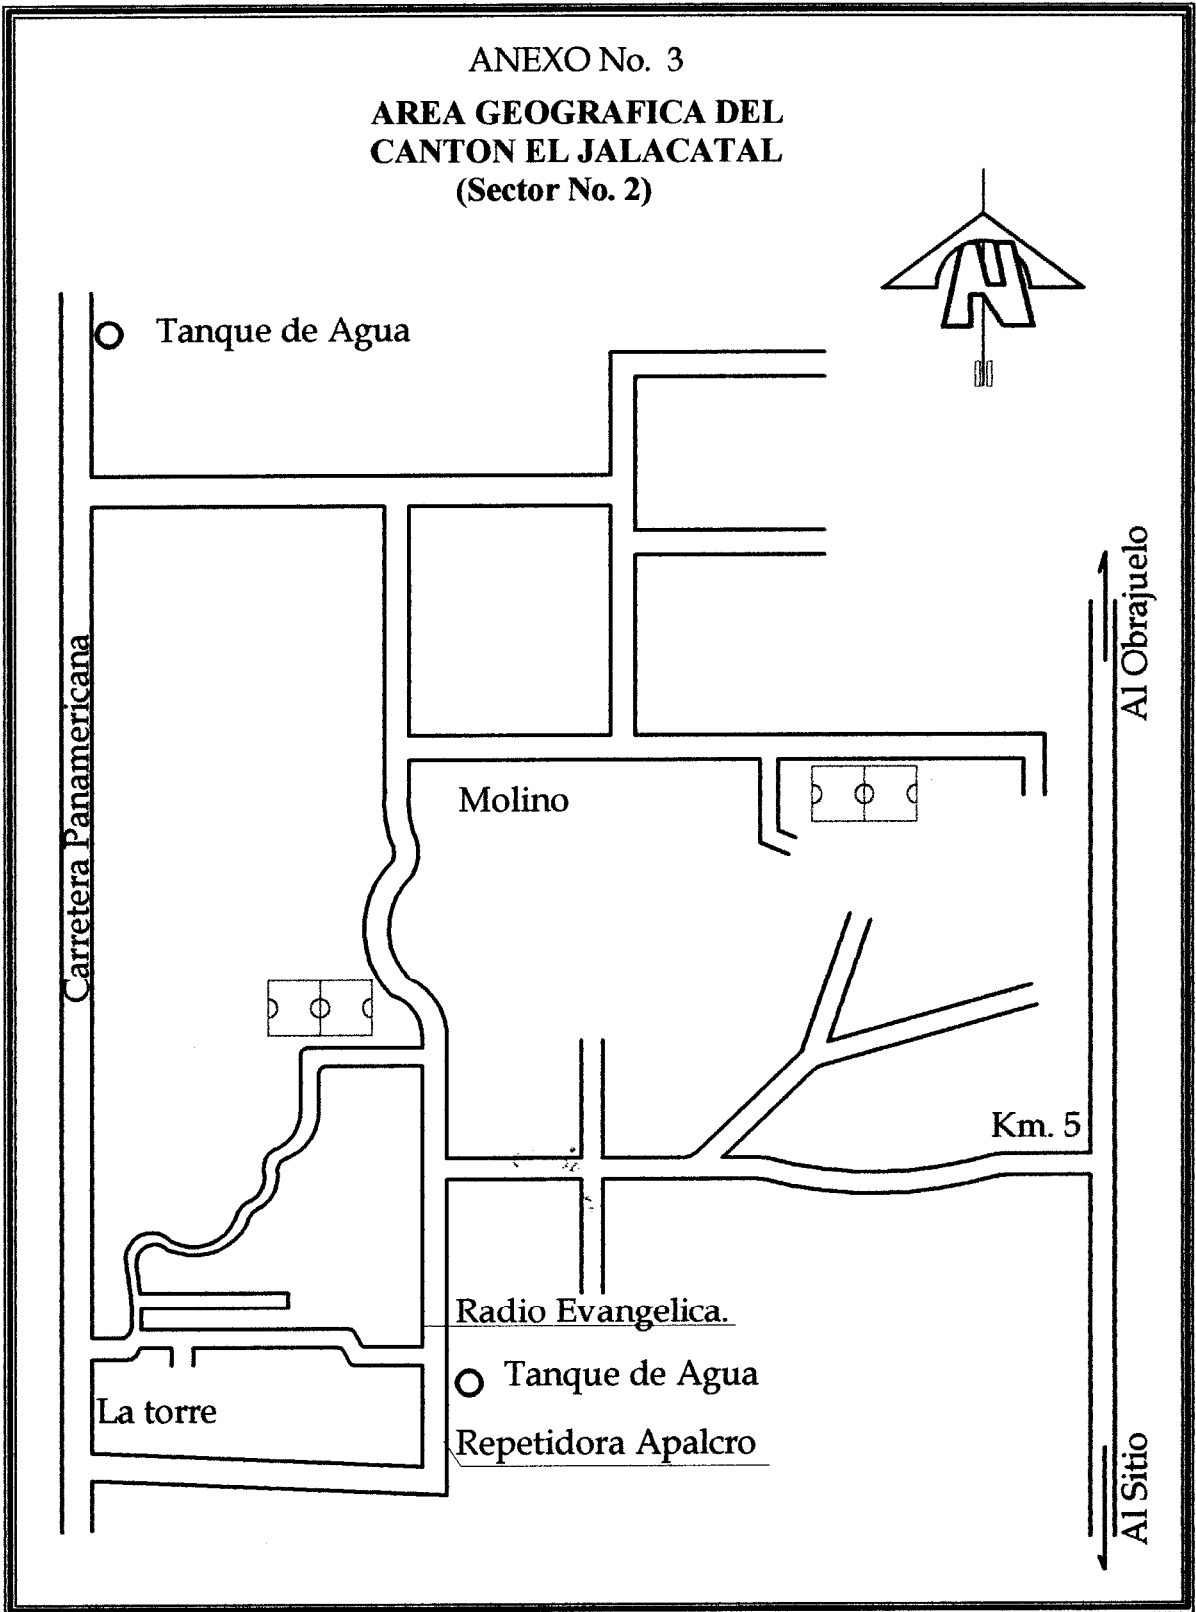 ANEXO No. 3
AREA GEOGRAFICA DEL
CANTON EL JALACATAL
(Sector No. 2)
N
Tanque de Agua
Al Obrajuelo
Carretera Panamericana
Molino
Km. 5
Radio Evangelica.
Tanque de Agua
La torre
Repetidora Apalcro
Al Sitio